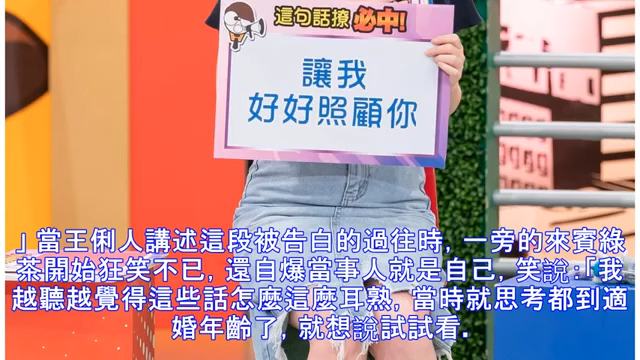 這句話撩必中!
讓我
好好照顧你
」當王俐人講述這段被告白的過往時, 一旁的來賓綠
茶開始狂笑不已, 還自爆當事人就是自己, 笑說:「我
越聽越覺得這些話怎麼這麼耳熟, 當時就思考都到適
婚年齡了, 就想說試試看.